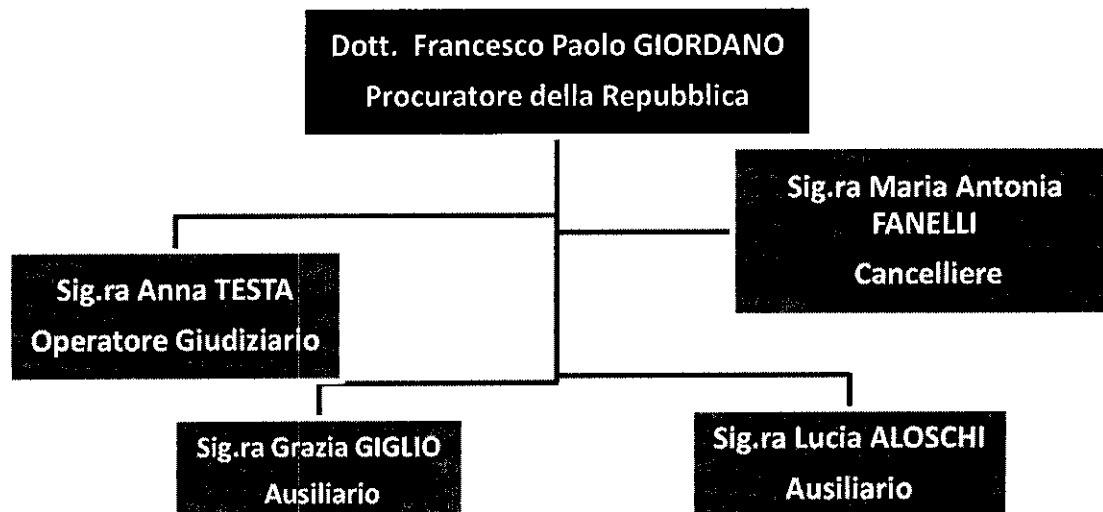 Dott. Francesco Paolo GIORDANO
Procuratore della Repubblica
Sig.ra Maria Antonia
FANELLI
Cancelliere
Sig.ra Anna TESTA
Operatore Giudiziario
Sig.ra Grazia GIGLIO
Ausiliario
Sig.ra Lucia ALOSCHI
Ausiliario